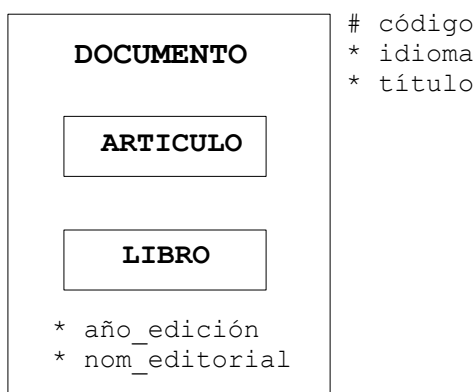 # código
* idioma
* título
DOCUMENTO
ARTICULO
LIBRO
* año_edición
* nom_editorial